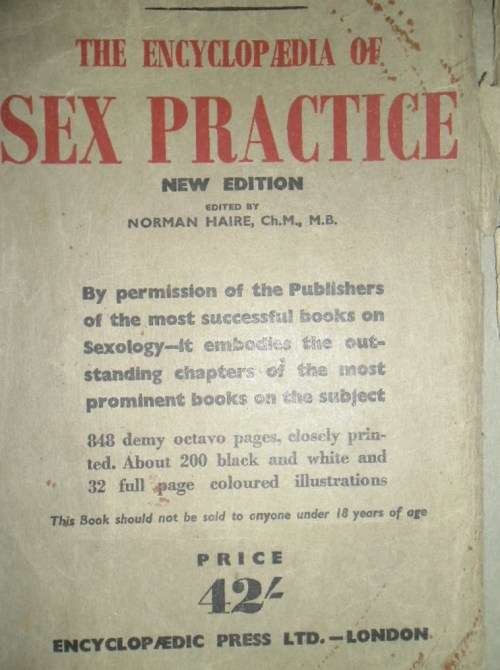 THE ENCYCLOPÆDIA OF
SEX PRACTICE
NEW EDITION
EDITED BY
NORMAN HAIRE, Ch.M., M.B.
By permission of the Publishers
of the most successful books on
Sexology—it embodies the out-
standing chapters of the most
prominent books on the subject
848 demy octavo pages, closely prin-
ted. About 200 black and white and
32 full page coloured illustrations
This Book should not be sold to anyone under 18 years of age
PRICE
42/-
ENCYCLOPÆDIC PRESS LTD.—LONDON